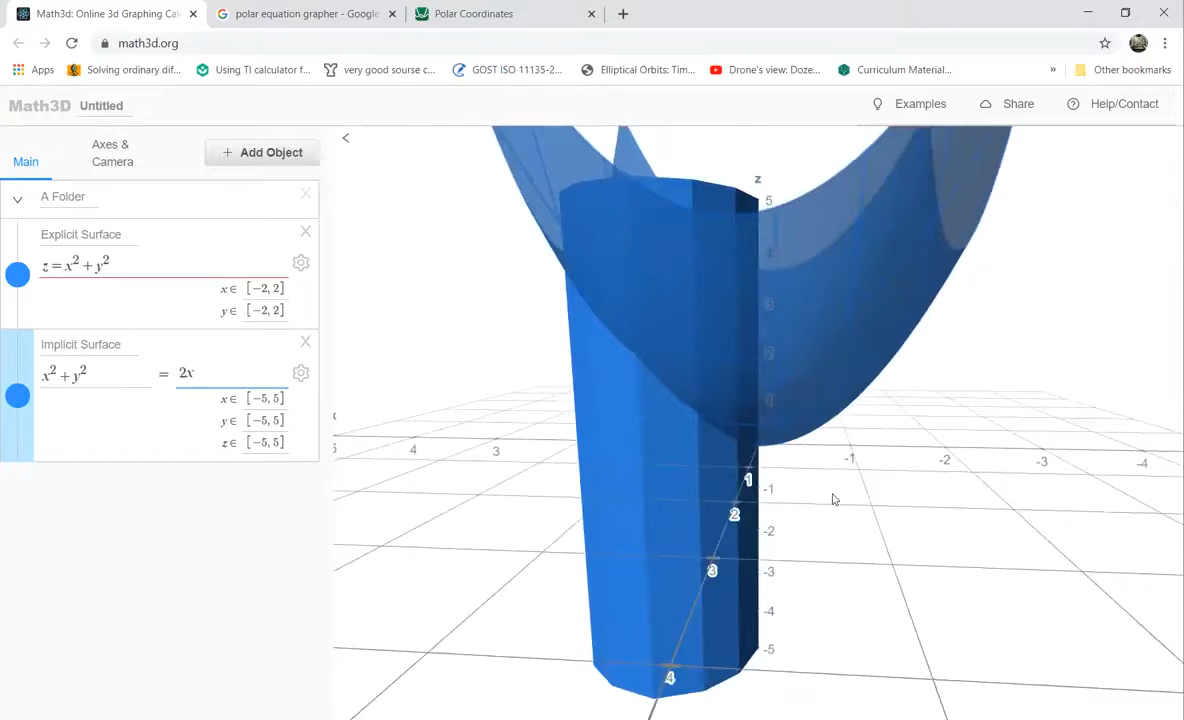 Math3d: Online 3d Graphing Cal
polar equation grapher - Google
Polar Coordinates
math3d.org
Apps
Solving ordinary dif...
Using TI calculator f...
very good sourse c...
GOST ISO 11135-2...
Elliptical Orbits: Tim...
Drone's view: Doze...
Curriculum Material...
»
Other bookmarks
Math3D
Untitled
Examples
Share
Help/Contact
Main
Axes &
Camera
+ Add Object
A Folder
Explicit Surface
z = x² + y²
x ∈ [−2, 2]
y ∈ [−2, 2]
Implicit Surface
x² + y² = 2x
x ∈ [−5, 5]
y ∈ [−5, 5]
z ∈ [−5, 5]
z
5
3
2
-1
-2
-3
-4
-5
4
3
-1
-2
-3
-4
1
2
3
4